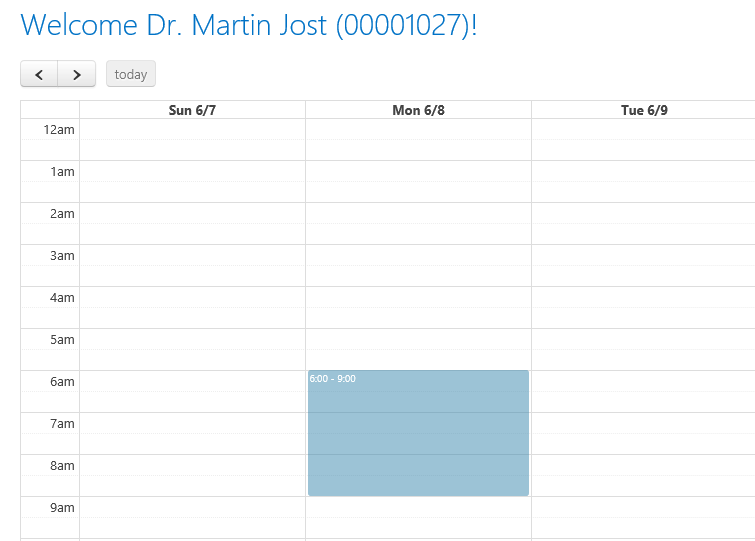 Welcome Dr. Martin Jost (00001027)!
today
Sun 6/7 Mon 6/8 Tue 6/9
12am
1am
2am
3am
4am
5am
6am 6:00 - 9:00
7am
8am
9am